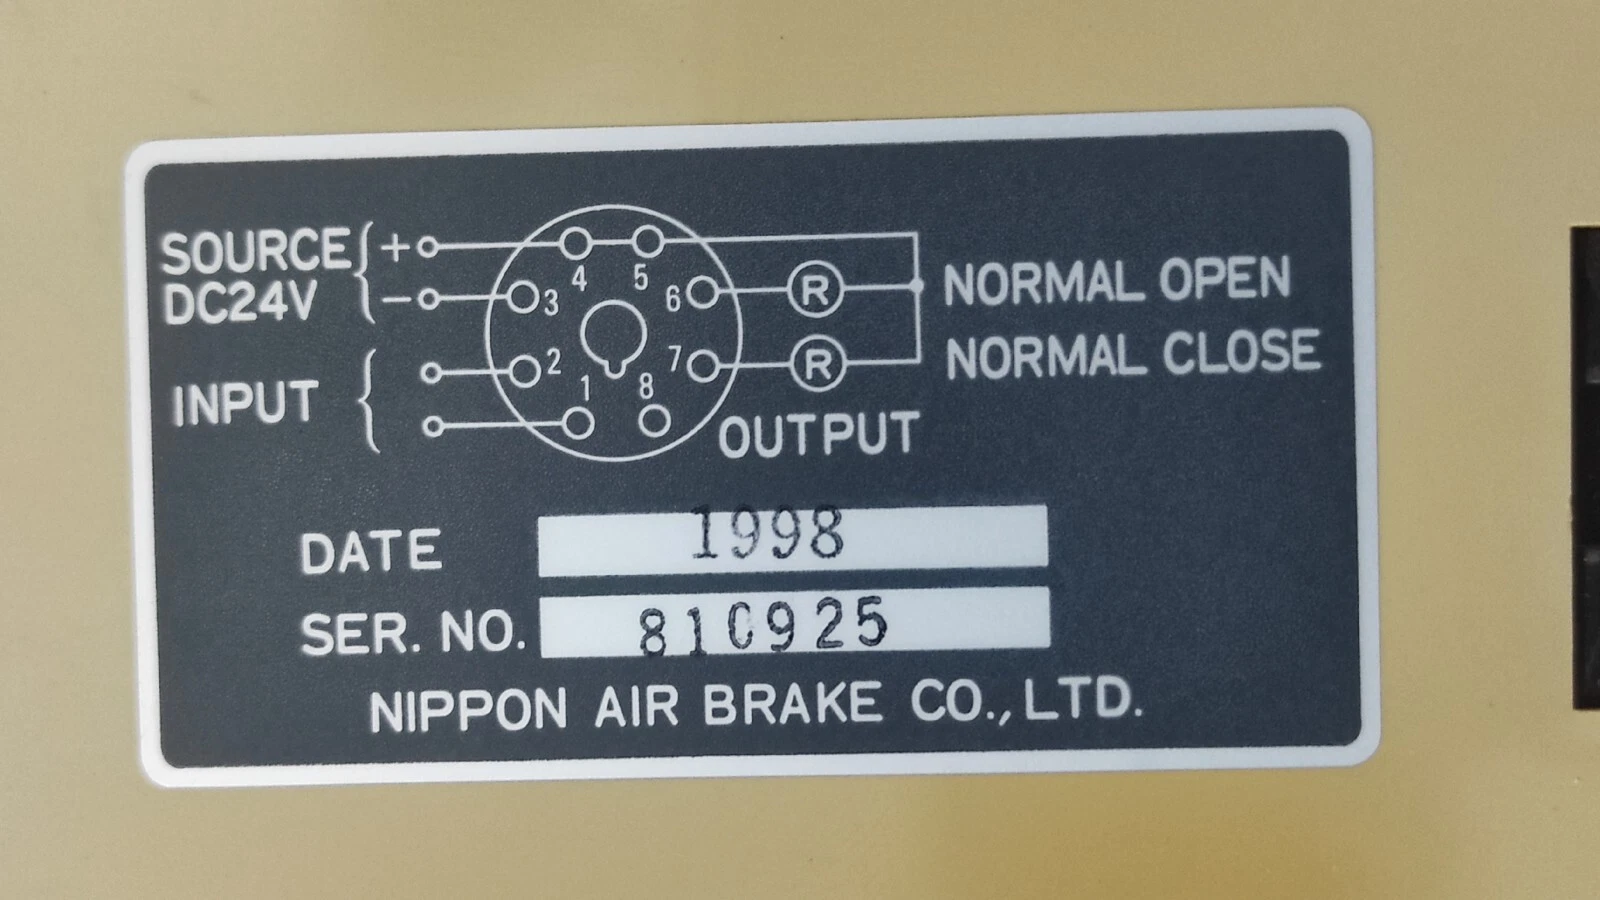 SOURCE + 4 5
DC24V - 3 6 R NORMAL OPEN
2 7 R NORMAL CLOSE
INPUT 1 8
OUTPUT
DATE 1998
SER. NO. 810925
NIPPON AIR BRAKE CO., LTD.